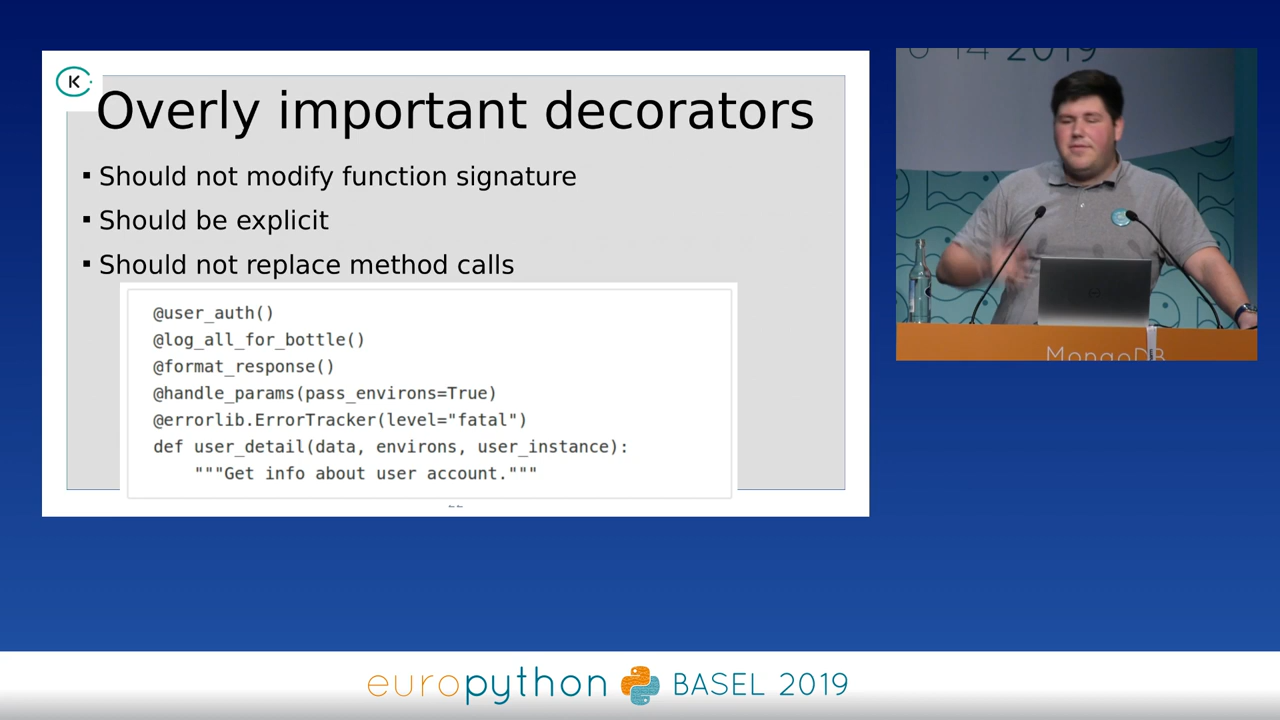 K
Overly important decorators
▪ Should not modify function signature
▪ Should be explicit
▪ Should not replace method calls
@user_auth()
@log_all_for_bottle()
@format_response()
@handle_params(pass_environs=True)
@errorlib.ErrorTracker(level="fatal")
def user_detail(data, environs, user_instance):
    """Get info about user account."""
2019
MongoDB
europython BASEL 2019